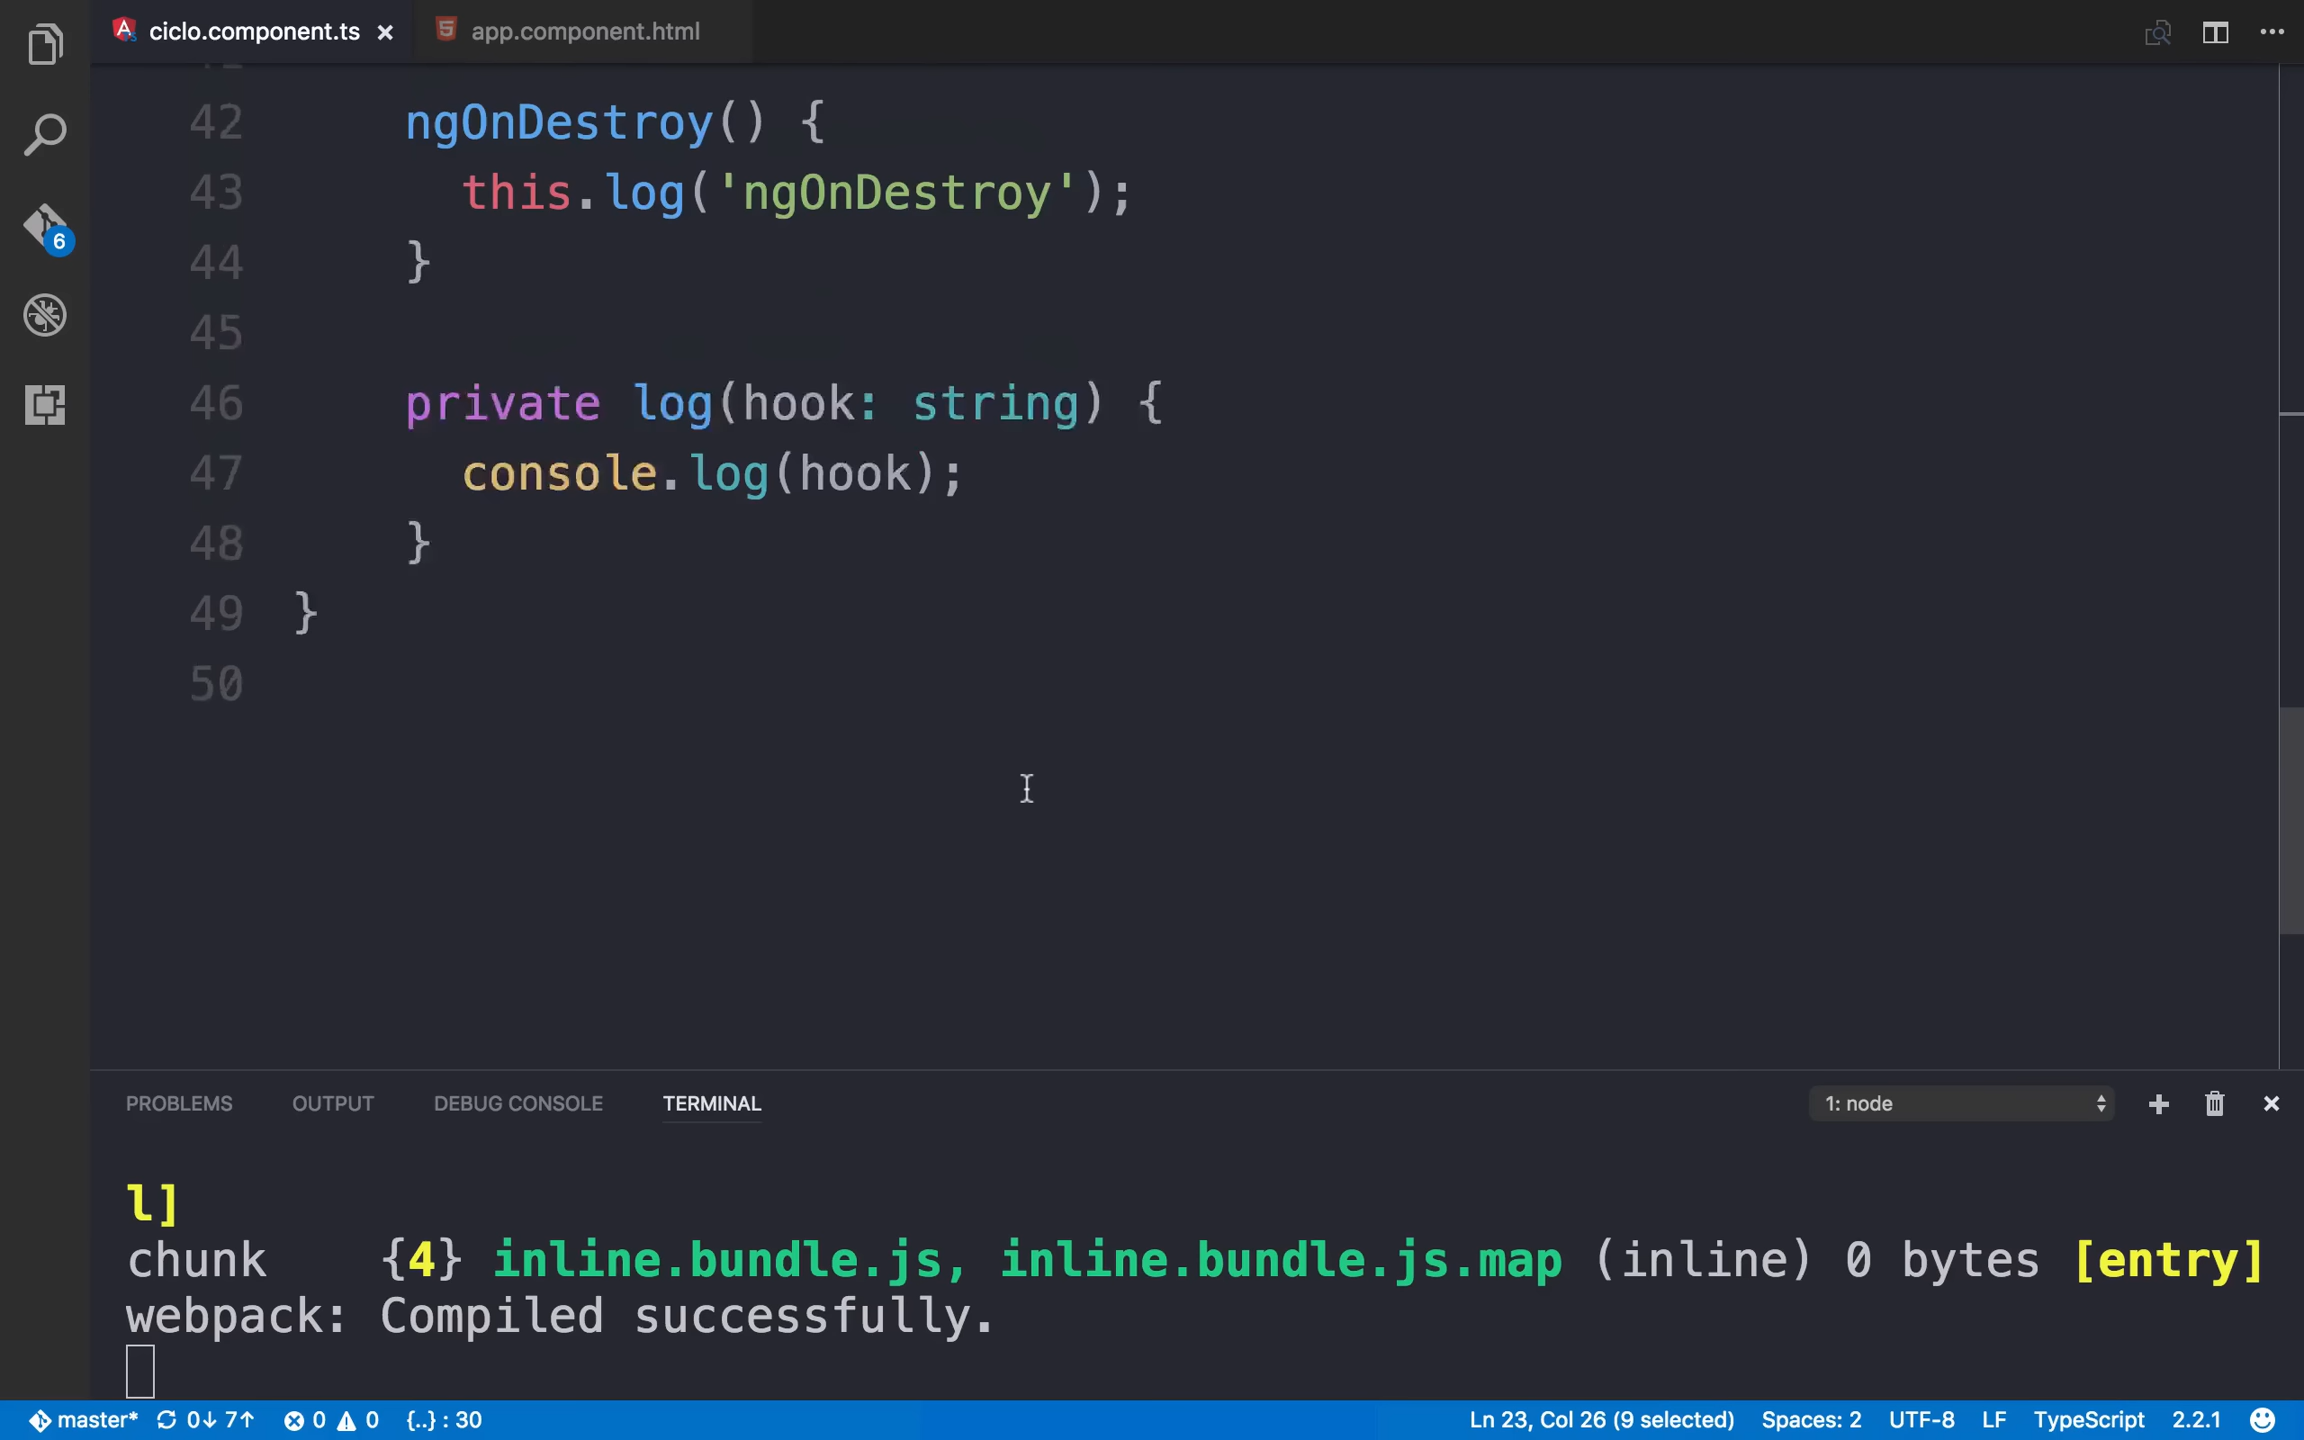 ciclo.component.ts app.component.html
42 ngOnDestroy() {
43 this.log('ngOnDestroy');
44 }
45
46 private log(hook: string) {
47 console.log(hook);
48 }
49 }
50
6
PROBLEMS OUTPUT DEBUG CONSOLE TERMINAL 1: node
l]
chunk {4} inline.bundle.js, inline.bundle.js.map (inline) 0 bytes [entry]
webpack: Compiled successfully.
master* 0↓ 7↑ 0 0 {..} : 30 Ln 23, Col 26 (9 selected) Spaces: 2 UTF-8 LF TypeScript 2.2.1